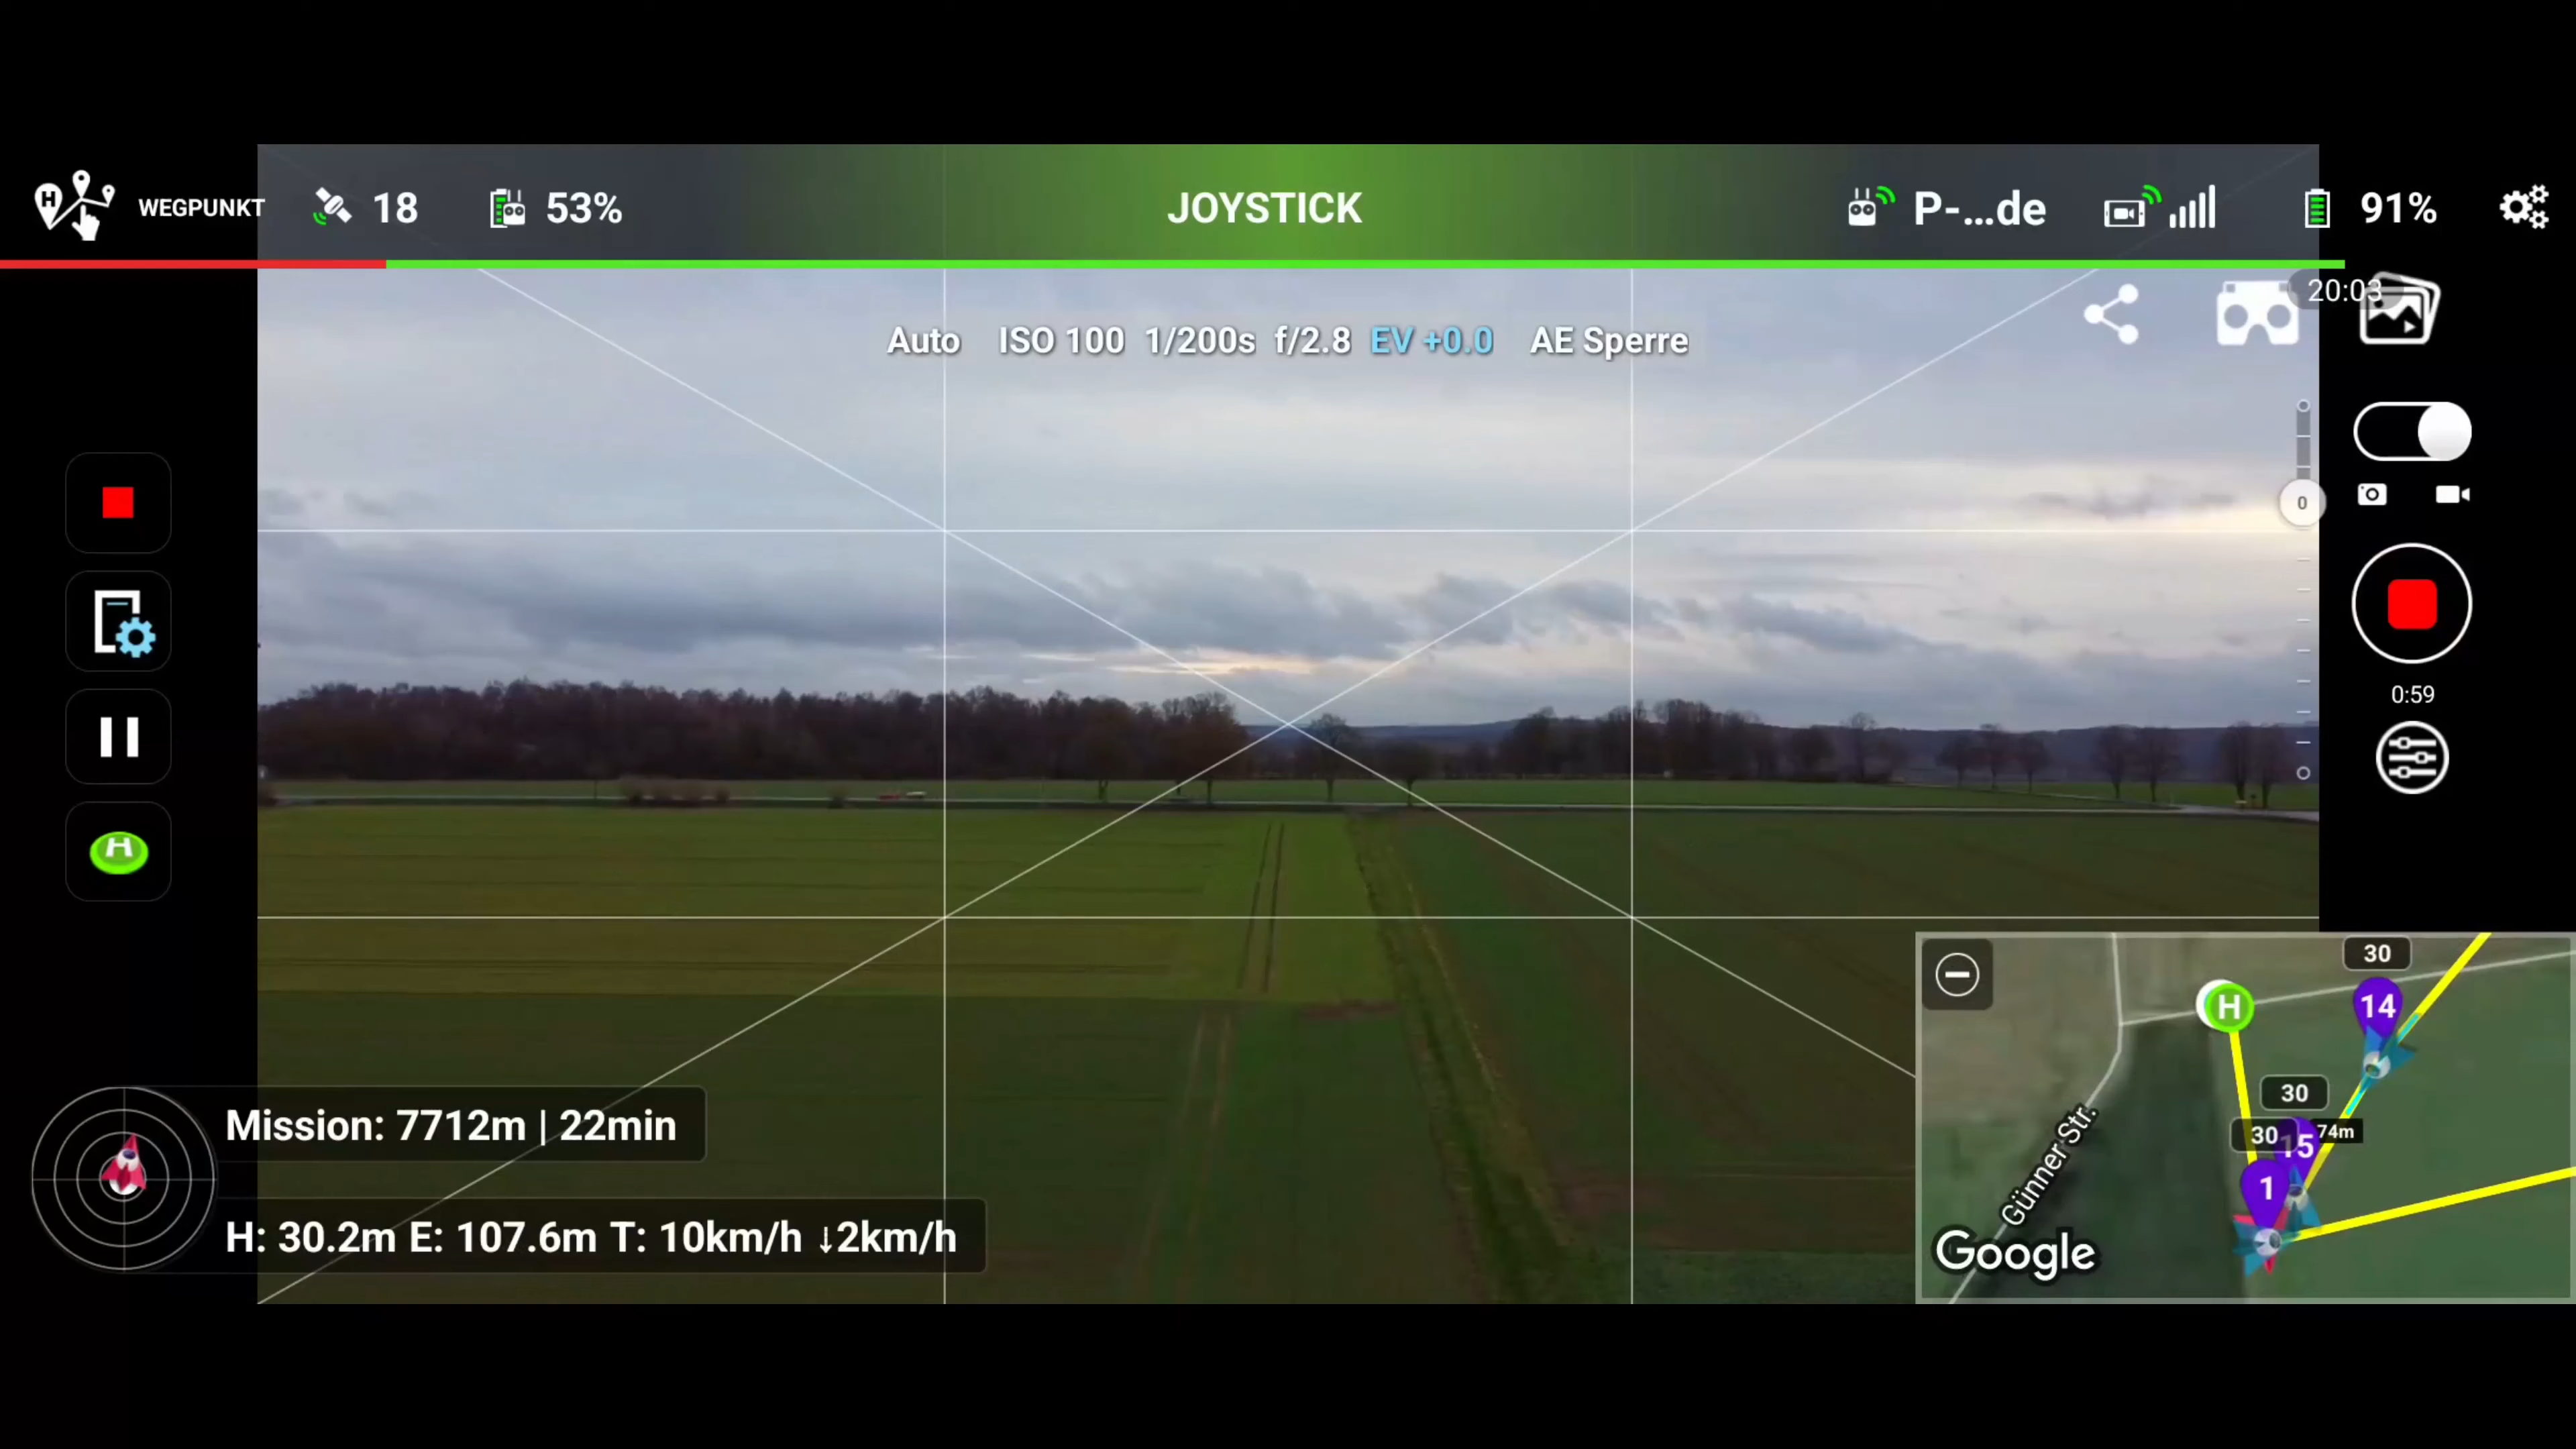 WEGPUNKT
18
53%
JOYSTICK
P-...de
91%
20:03
Auto ISO 100 1/200s f/2.8 EV +0.0 AE Sperre
0
0:59
H
H
Mission: 7712m | 22min
H: 30.2m E: 107.6m T: 10km/h ↓2km/h
30
H
14
30
30
15
74m
1
Günner Str.
Google